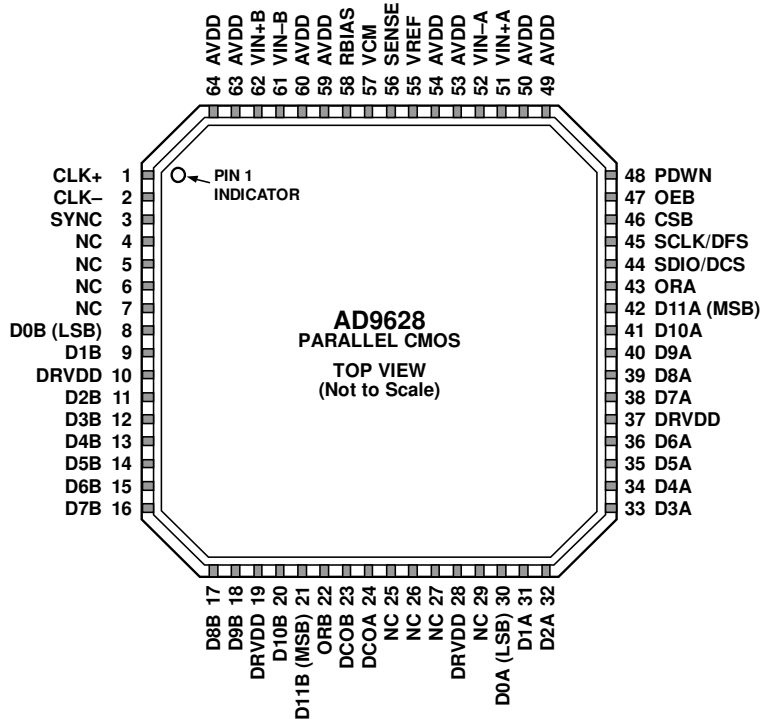 64 AVDD
63 AVDD
62 VIN+B
61 VIN–B
60 AVDD
59 AVDD
58 RBIAS
57 VCM
56 SENSE
55 VREF
54 AVDD
53 AVDD
52 VIN–A
51 VIN+A
50 AVDD
49 AVDD
CLK+ 1
CLK– 2
SYNC 3
NC 4
NC 5
NC 6
NC 7
D0B (LSB) 8
D1B 9
DRVDD 10
D2B 11
D3B 12
D4B 13
D5B 14
D6B 15
D7B 16
PIN 1
INDICATOR
AD9628
PARALLEL CMOS
TOP VIEW
(Not to Scale)
48 PDWN
47 OEB
46 CSB
45 SCLK/DFS
44 SDIO/DCS
43 ORA
42 D11A (MSB)
41 D10A
40 D9A
39 D8A
38 D7A
37 DRVDD
36 D6A
35 D5A
34 D4A
33 D3A
D8B 17
D9B 18
DRVDD 19
D10B 20
D11B (MSB) 21
ORB 22
DCOB 23
DCOA 24
NC 25
NC 26
NC 27
DRVDD 28
NC 29
D0A (LSB) 30
D1A 31
D2A 32